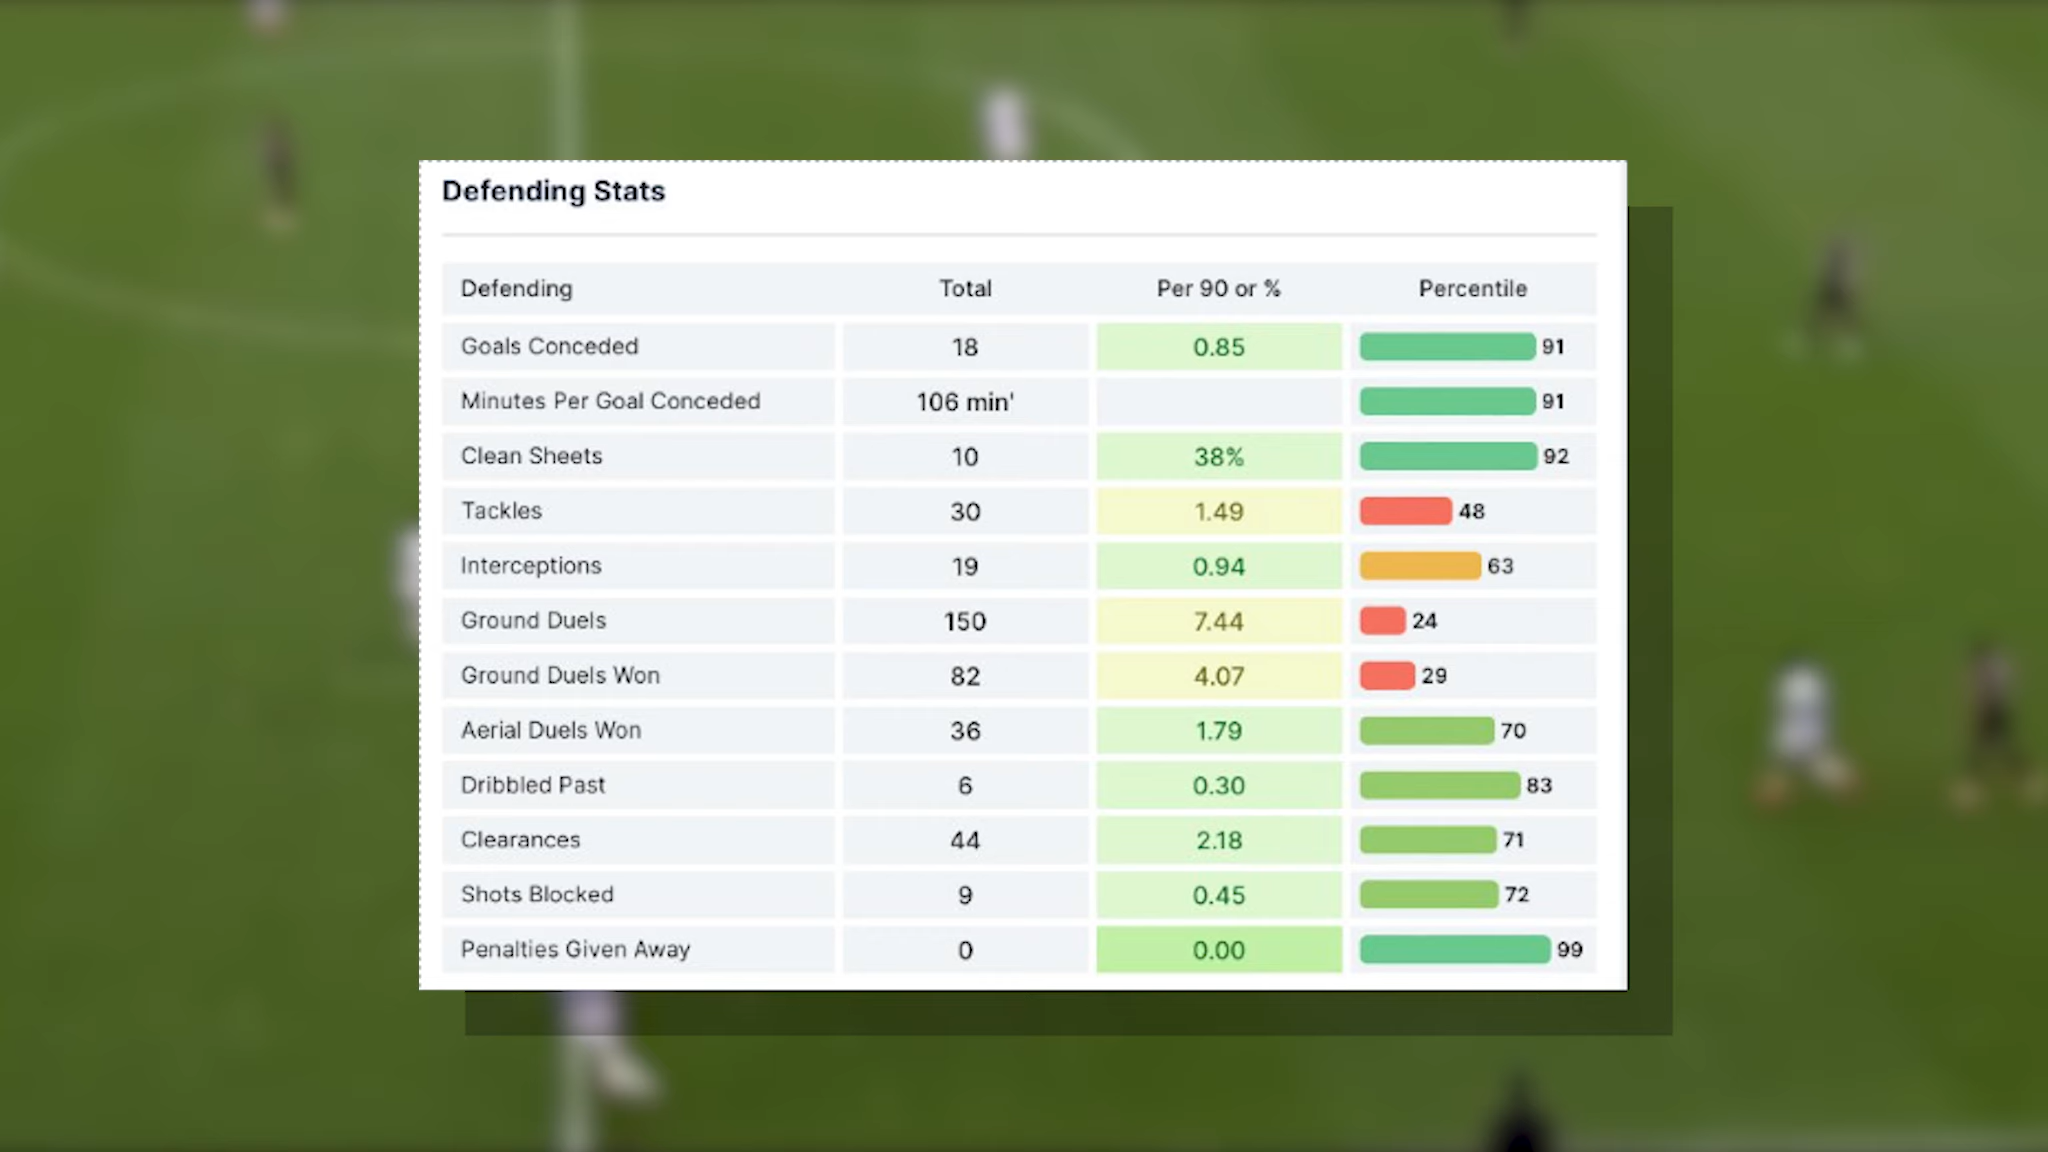 Defending Stats
Defending Total Per 90 or % Percentile
Goals Conceded 18 0.85 91
Minutes Per Goal Conceded 106 min' 91
Clean Sheets 10 38% 92
Tackles 30 1.49 48
Interceptions 19 0.94 63
Ground Duels 150 7.44 24
Ground Duels Won 82 4.07 29
Aerial Duels Won 36 1.79 70
Dribbled Past 6 0.30 83
Clearances 44 2.18 71
Shots Blocked 9 0.45 72
Penalties Given Away 0 0.00 99